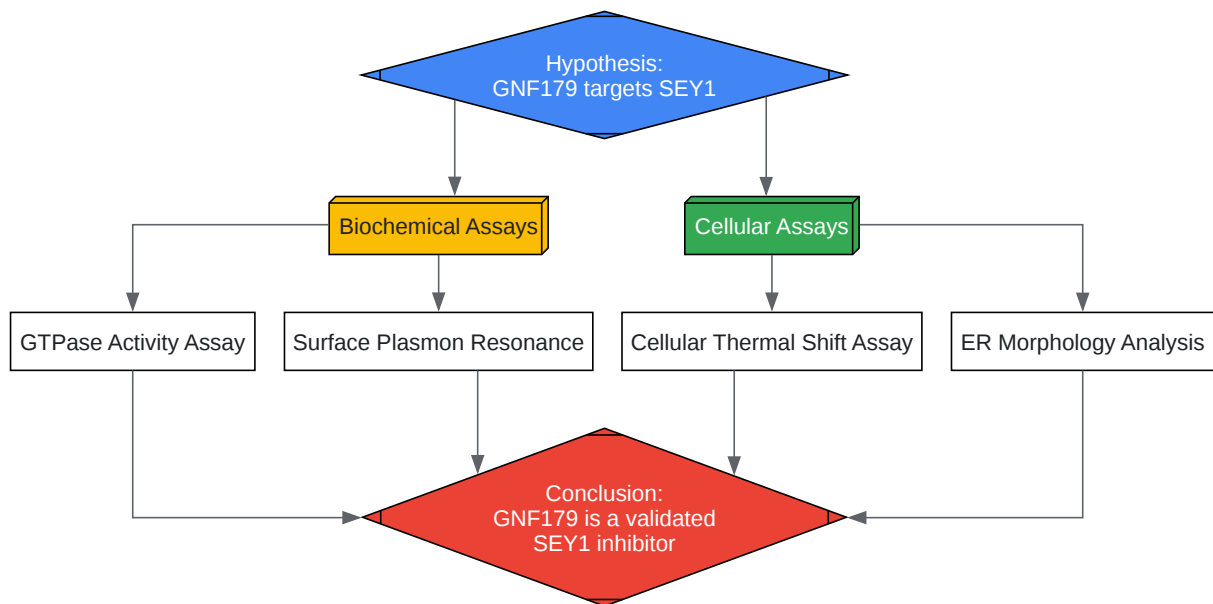 Hypothesis:
GNF179 targets SEY1
Biochemical Assays
Cellular Assays
GTPase Activity Assay
Surface Plasmon Resonance
Cellular Thermal Shift Assay
ER Morphology Analysis
Conclusion:
GNF179 is a validated
SEY1 inhibitor